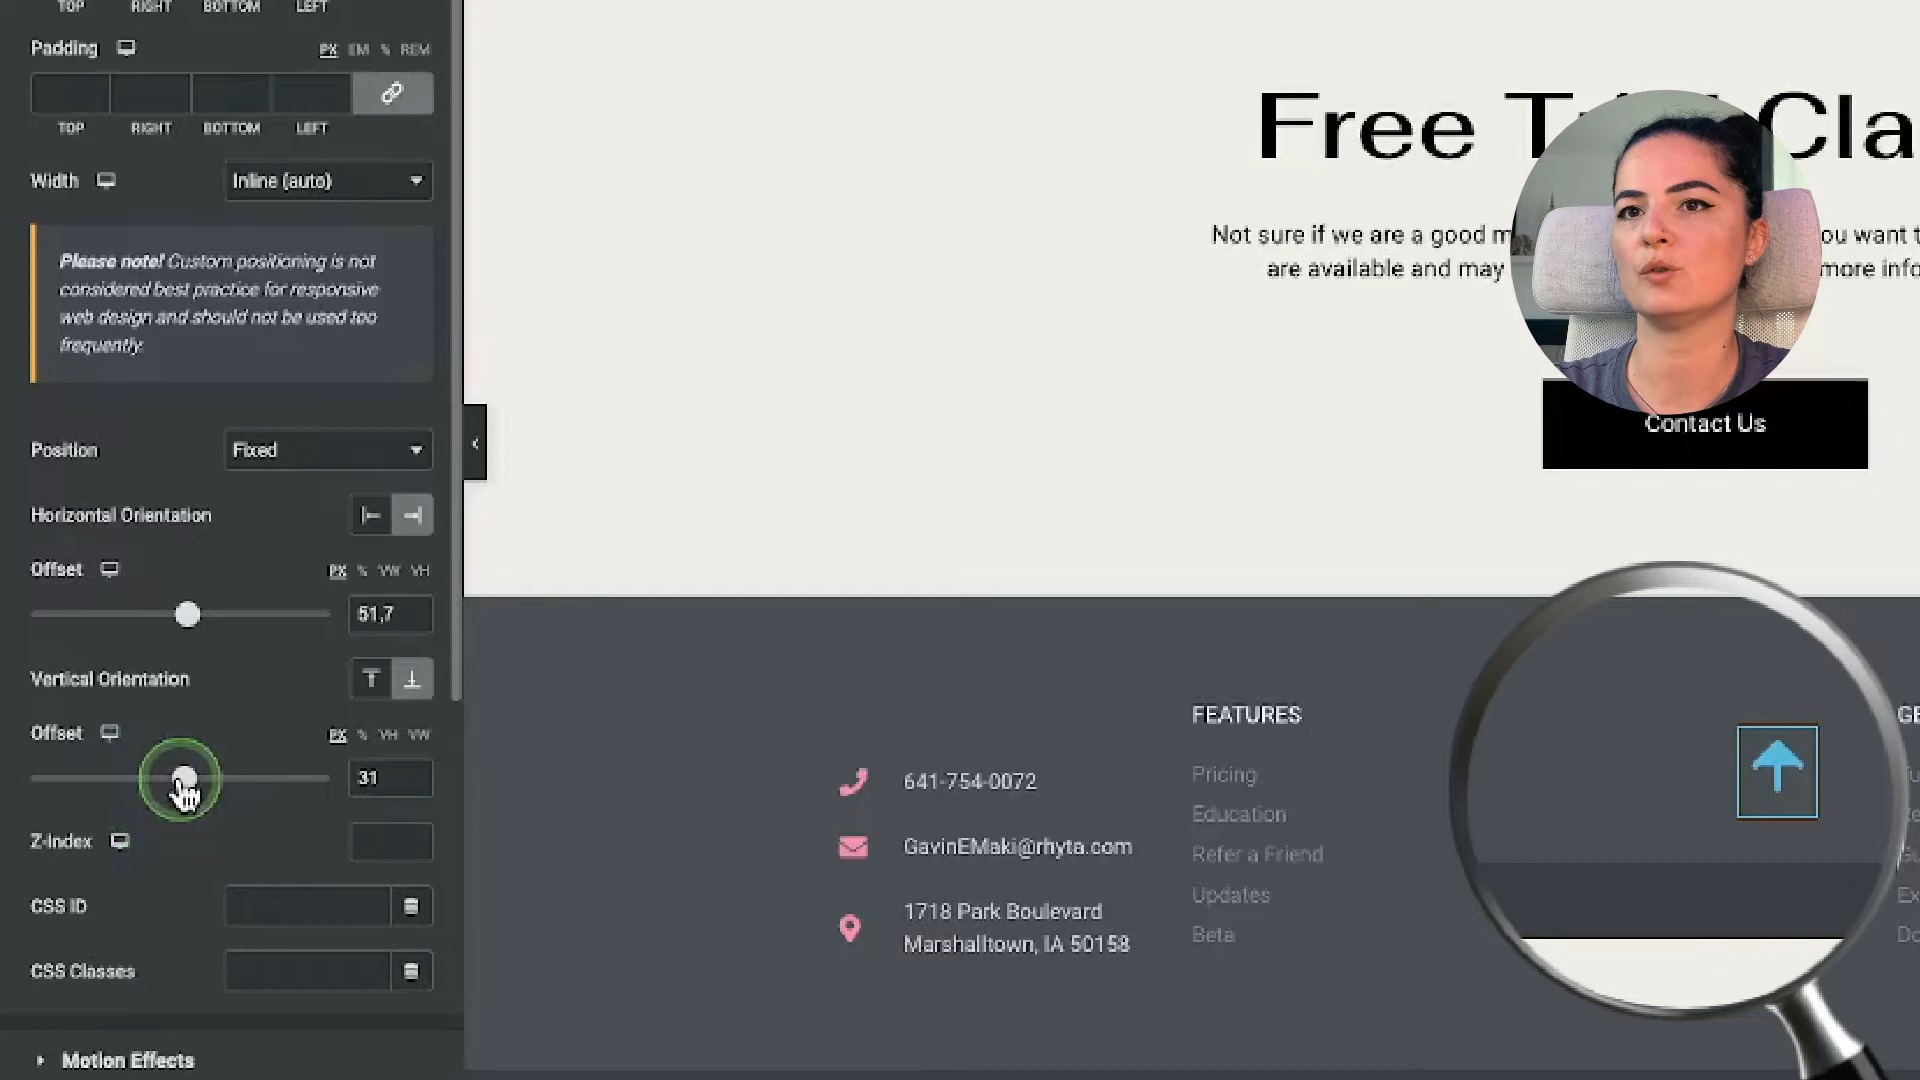 TOP RIGHT BOTTOM LEFT
Padding PX EM % REM
TOP RIGHT BOTTOM LEFT
Width Inline (auto)
Please note! Custom positioning is not
considered best practice for responsive
web design and should not be used too
frequently.
Position Fixed
Horizontal Orientation
Offset PX % VW VH
51,7
Vertical Orientation
Offset PX % VH VW
31
Z-Index
CSS ID
CSS Classes
Motion Effects
Free Cla
Not sure if we are a good ou want
are available and may more info
Contact Us
641-754-0072
GavinEMaki@rhyta.com
1718 Park Boulevard
Marshalltown, IA 50158
FEATURES
Pricing
Education
Refer a Friend
Updates
Beta